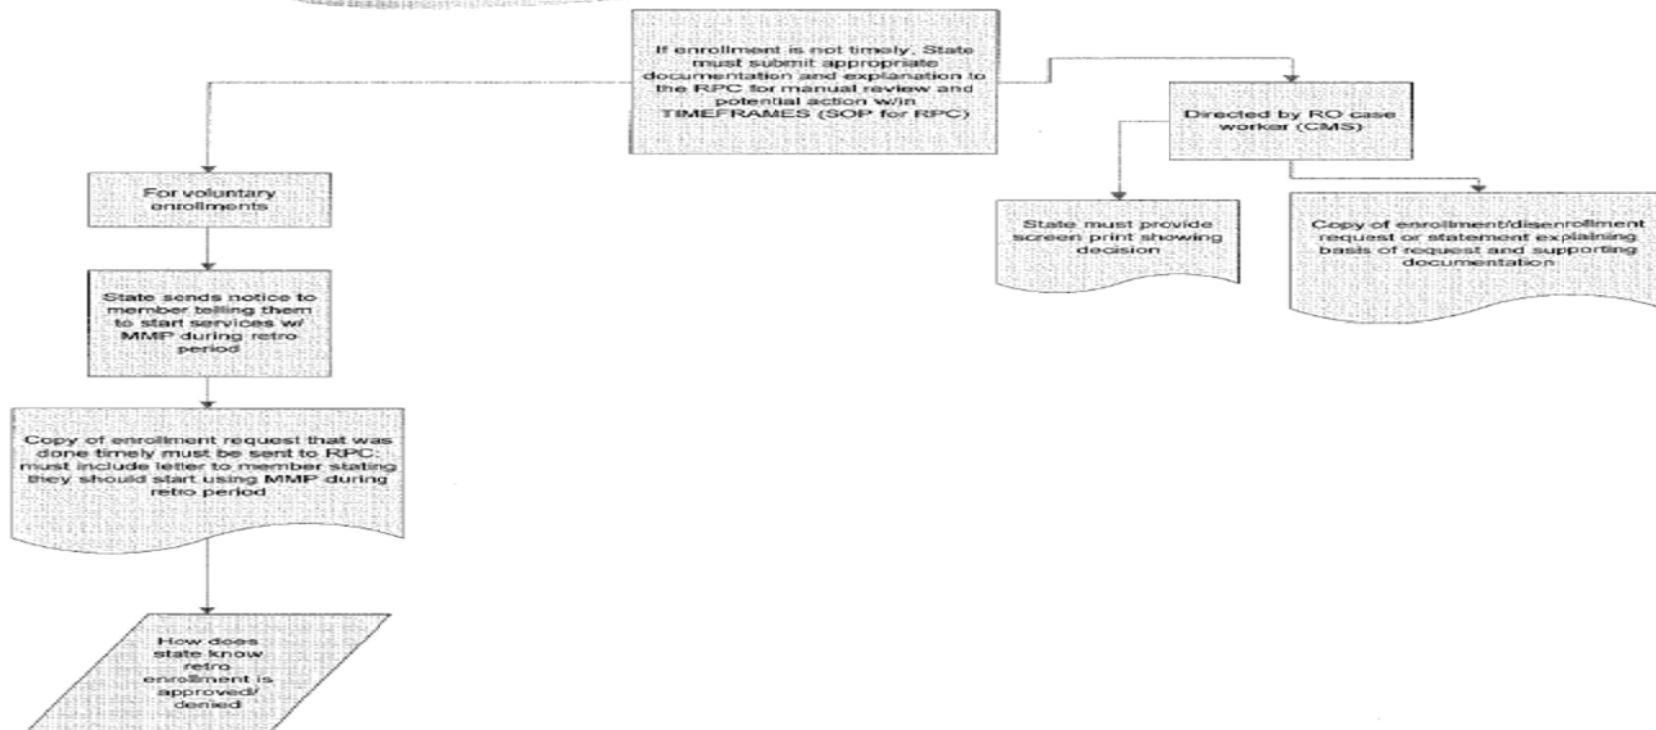 If enrollment is not timely, State
must submit appropriate
documentation and explanation to
the RPC for manual review and
potential action w/in
TIMEFRAMES (SOP for RPC)
Directed by RO case
worker (CMS)
For voluntary
enrollments
State must provide
screen print showing
decision
Copy of enrollment/disenrollment
request or statement explaining
basis of request and supporting
documentation
State sends notice to
member telling them
to start services w/
MMP during retro
period
Copy of enrollment request that was
done timely must be sent to RPC;
must include letter to member stating
they should start using MMP during
retro period
How does
state know
retro
enrollment is
approved/
denied